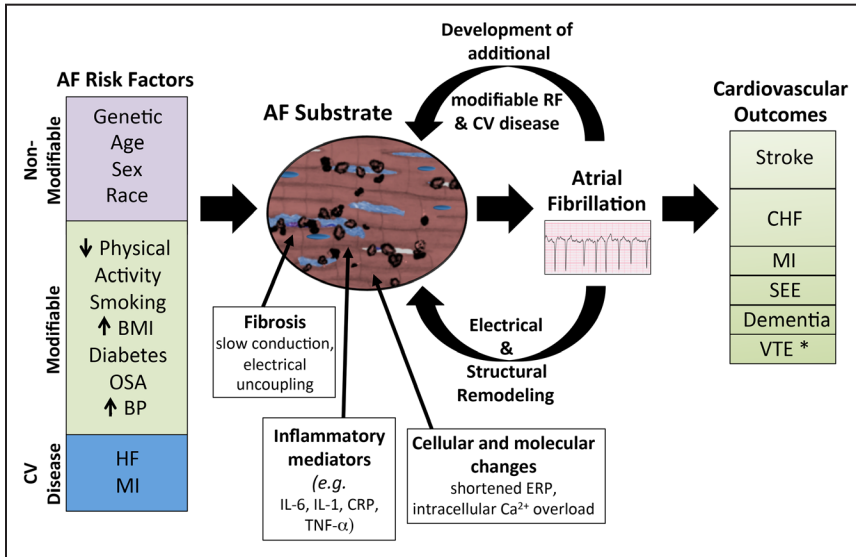 AF Risk Factors
Non-
Modifiable
Genetic
Age
Sex
Race
Modifiable
↓ Physical
Activity
Smoking
↑ BMI
Diabetes
OSA
↑ BP
CV
Disease
HF
MI
AF Substrate
Fibrosis
slow conduction,
electrical
uncoupling
Inflammatory
mediators
(e.g.
IL-6, IL-1, CRP,
TNF-α)
Cellular and molecular
changes
shortened ERP,
intracellular Ca²⁺ overload
Development of
additional
modifiable RF
& CV disease
Atrial
Fibrillation
Electrical
&
Structural
Remodeling
Cardiovascular
Outcomes
Stroke
CHF
MI
SEE
Dementia
VTE *